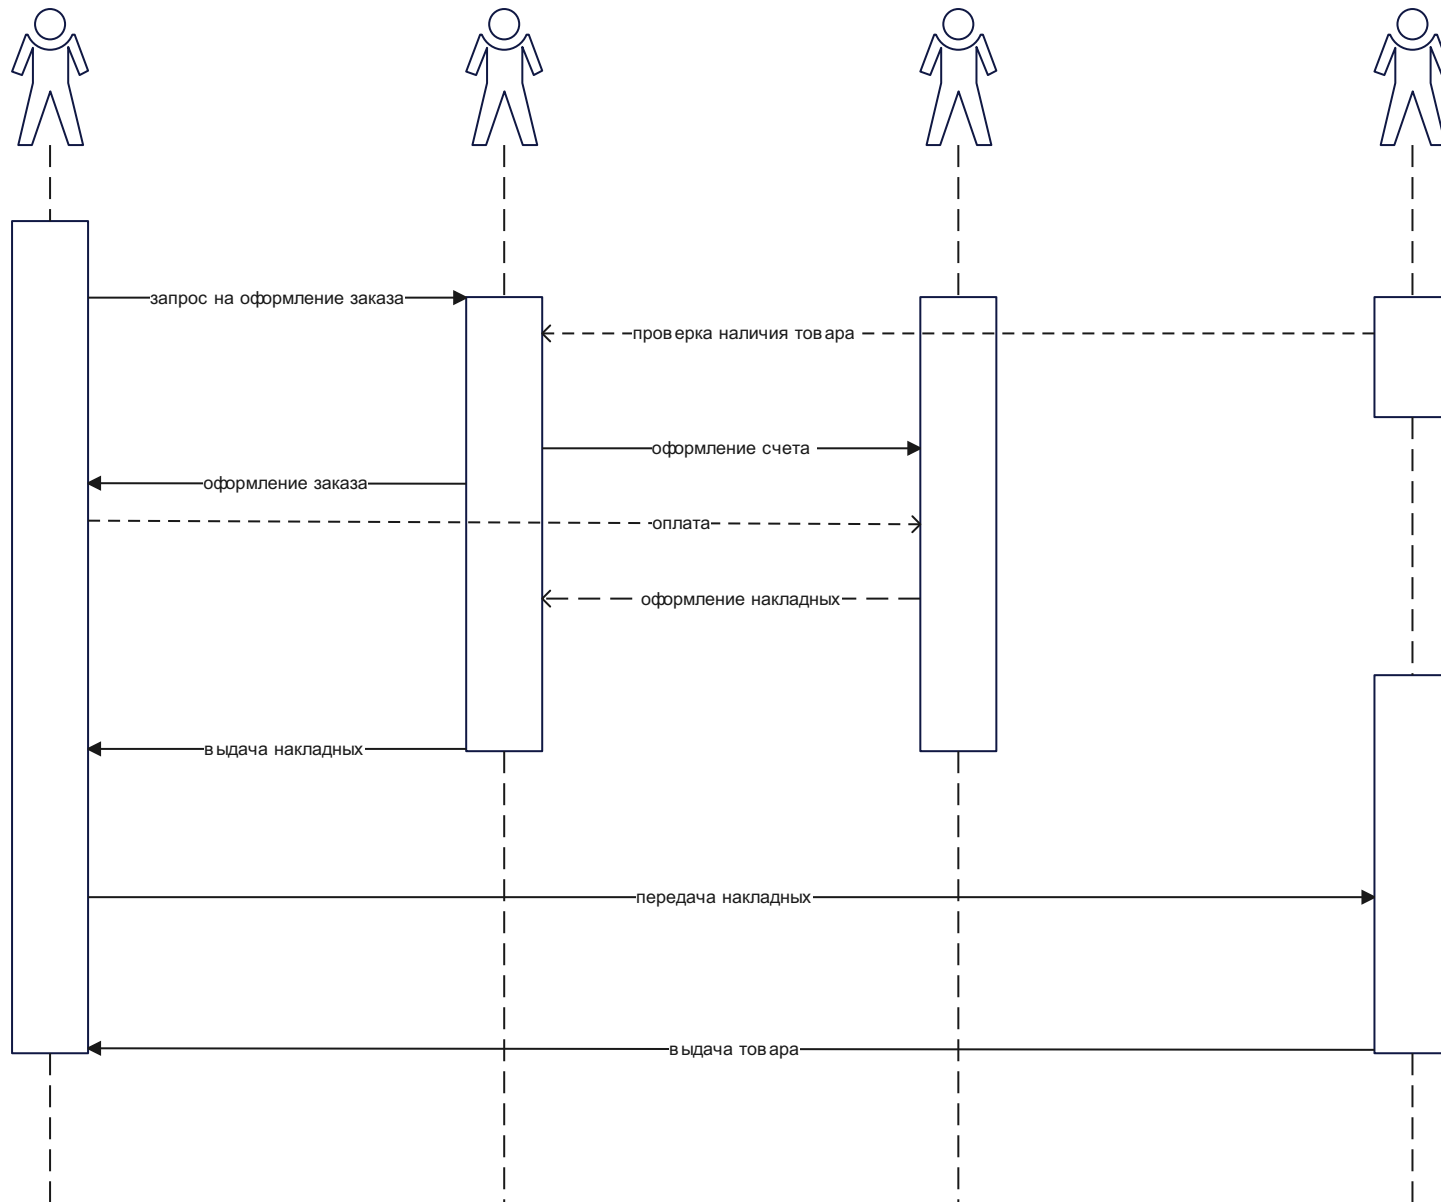 запрос на оформление заказа
проверка наличия товара
оформление счета
оформление заказа
оплата
оформление накладных
выдача накладных
передача накладных
выдача товара